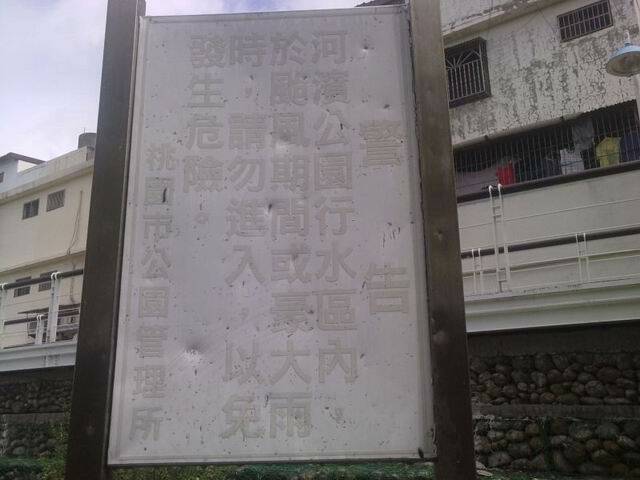 警告
河濱公園行水區內，
於颱風期間或豪大雨
時，請勿進入，以免
發生危險。
桃園市公園管理所